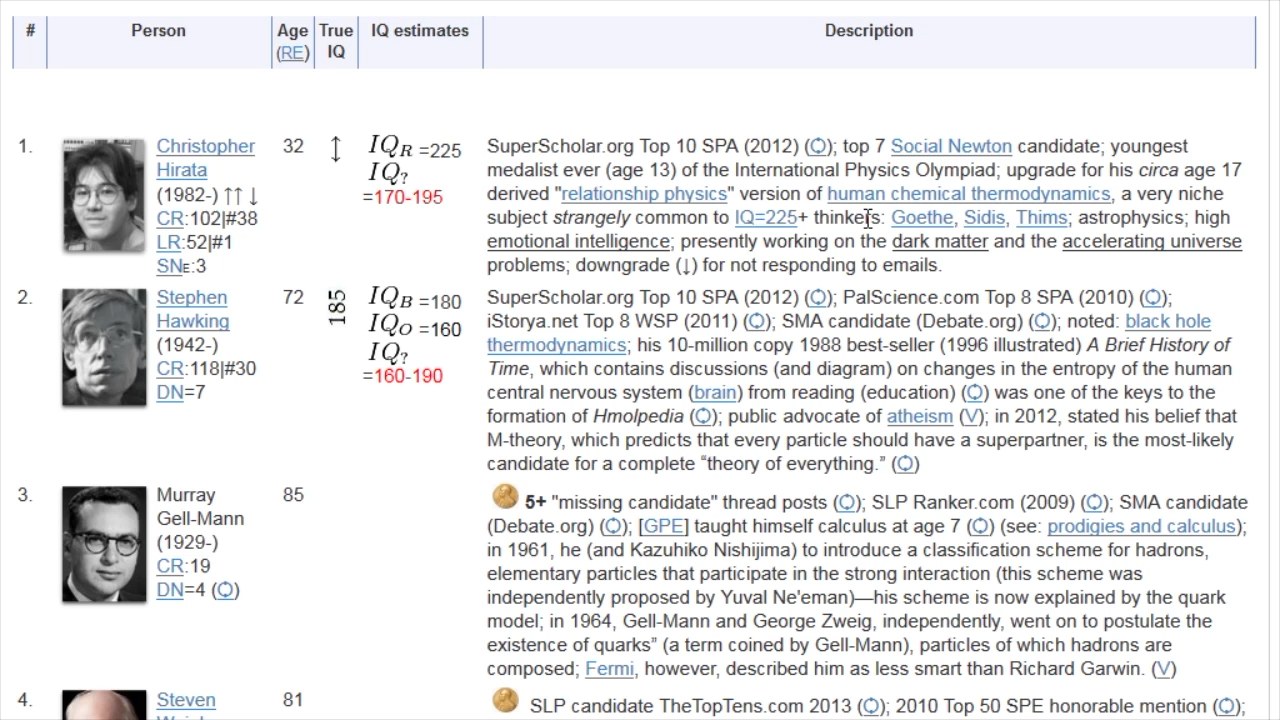 # Person Age (RE) True IQ IQ estimates Description
1.
Christopher
Hirata
(1982-) ↑↑ ↓
CR:102|#38
LR:52|#1
SNE:3
32
↕
IQR =225
IQ?
=170-195
SuperScholar.org Top 10 SPA (2012) (Ѻ); top 7 Social Newton candidate; youngest
medalist ever (age 13) of the International Physics Olympiad; upgrade for his circa age 17
derived "relationship physics" version of human chemical thermodynamics, a very niche
subject strangely common to IQ=225+ thinkers: Goethe, Sidis, Thims; astrophysics; high
emotional intelligence; presently working on the dark matter and the accelerating universe
problems; downgrade (↓) for not responding to emails.
2.
Stephen
Hawking
(1942-)
CR:118|#30
DN=7
72
185
IQB =180
IQO =160
IQ?
=160-190
SuperScholar.org Top 10 SPA (2012) (Ѻ); PalScience.com Top 8 SPA (2010) (Ѻ);
iStorya.net Top 8 WSP (2011) (Ѻ); SMA candidate (Debate.org) (Ѻ); noted: black hole
thermodynamics; his 10-million copy 1988 best-seller (1996 illustrated) A Brief History of
Time, which contains discussions (and diagram) on changes in the entropy of the human
central nervous system (brain) from reading (education) (Ѻ) was one of the keys to the
formation of Hmolpedia (Ѻ); public advocate of atheism (V); in 2012, stated his belief that
M-theory, which predicts that every particle should have a superpartner, is the most-likely
candidate for a complete “theory of everything.” (Ѻ)
3.
Murray
Gell-Mann
(1929-)
CR:19
DN=4 (Ѻ)
85
5+ "missing candidate" thread posts (Ѻ); SLP Ranker.com (2009) (Ѻ); SMA candidate
(Debate.org) (Ѻ); [GPE] taught himself calculus at age 7 (Ѻ) (see: prodigies and calculus);
in 1961, he (and Kazuhiko Nishijima) to introduce a classification scheme for hadrons,
elementary particles that participate in the strong interaction (this scheme was
independently proposed by Yuval Ne'eman)—his scheme is now explained by the quark
model; in 1964, Gell-Mann and George Zweig, independently, went on to postulate the
existence of quarks” (a term coined by Gell-Mann), particles of which hadrons are
composed; Fermi, however, described him as less smart than Richard Garwin. (V)
4.
Steven
81
SLP candidate TheTopTens.com 2013 (Ѻ); 2010 Top 50 SPE honorable mention (Ѻ);